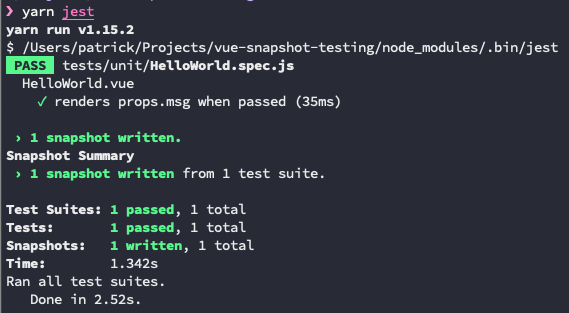 ❯ yarn jest
yarn run v1.15.2
$ /Users/patrick/Projects/vue-snapshot-testing/node_modules/.bin/jest
PASS tests/unit/HelloWorld.spec.js
HelloWorld.vue
✓ renders props.msg when passed (35ms)
› 1 snapshot written.
Snapshot Summary
› 1 snapshot written from 1 test suite.
Test Suites: 1 passed, 1 total
Tests: 1 passed, 1 total
Snapshots: 1 written, 1 total
Time: 1.342s
Ran all test suites.
Done in 2.52s.